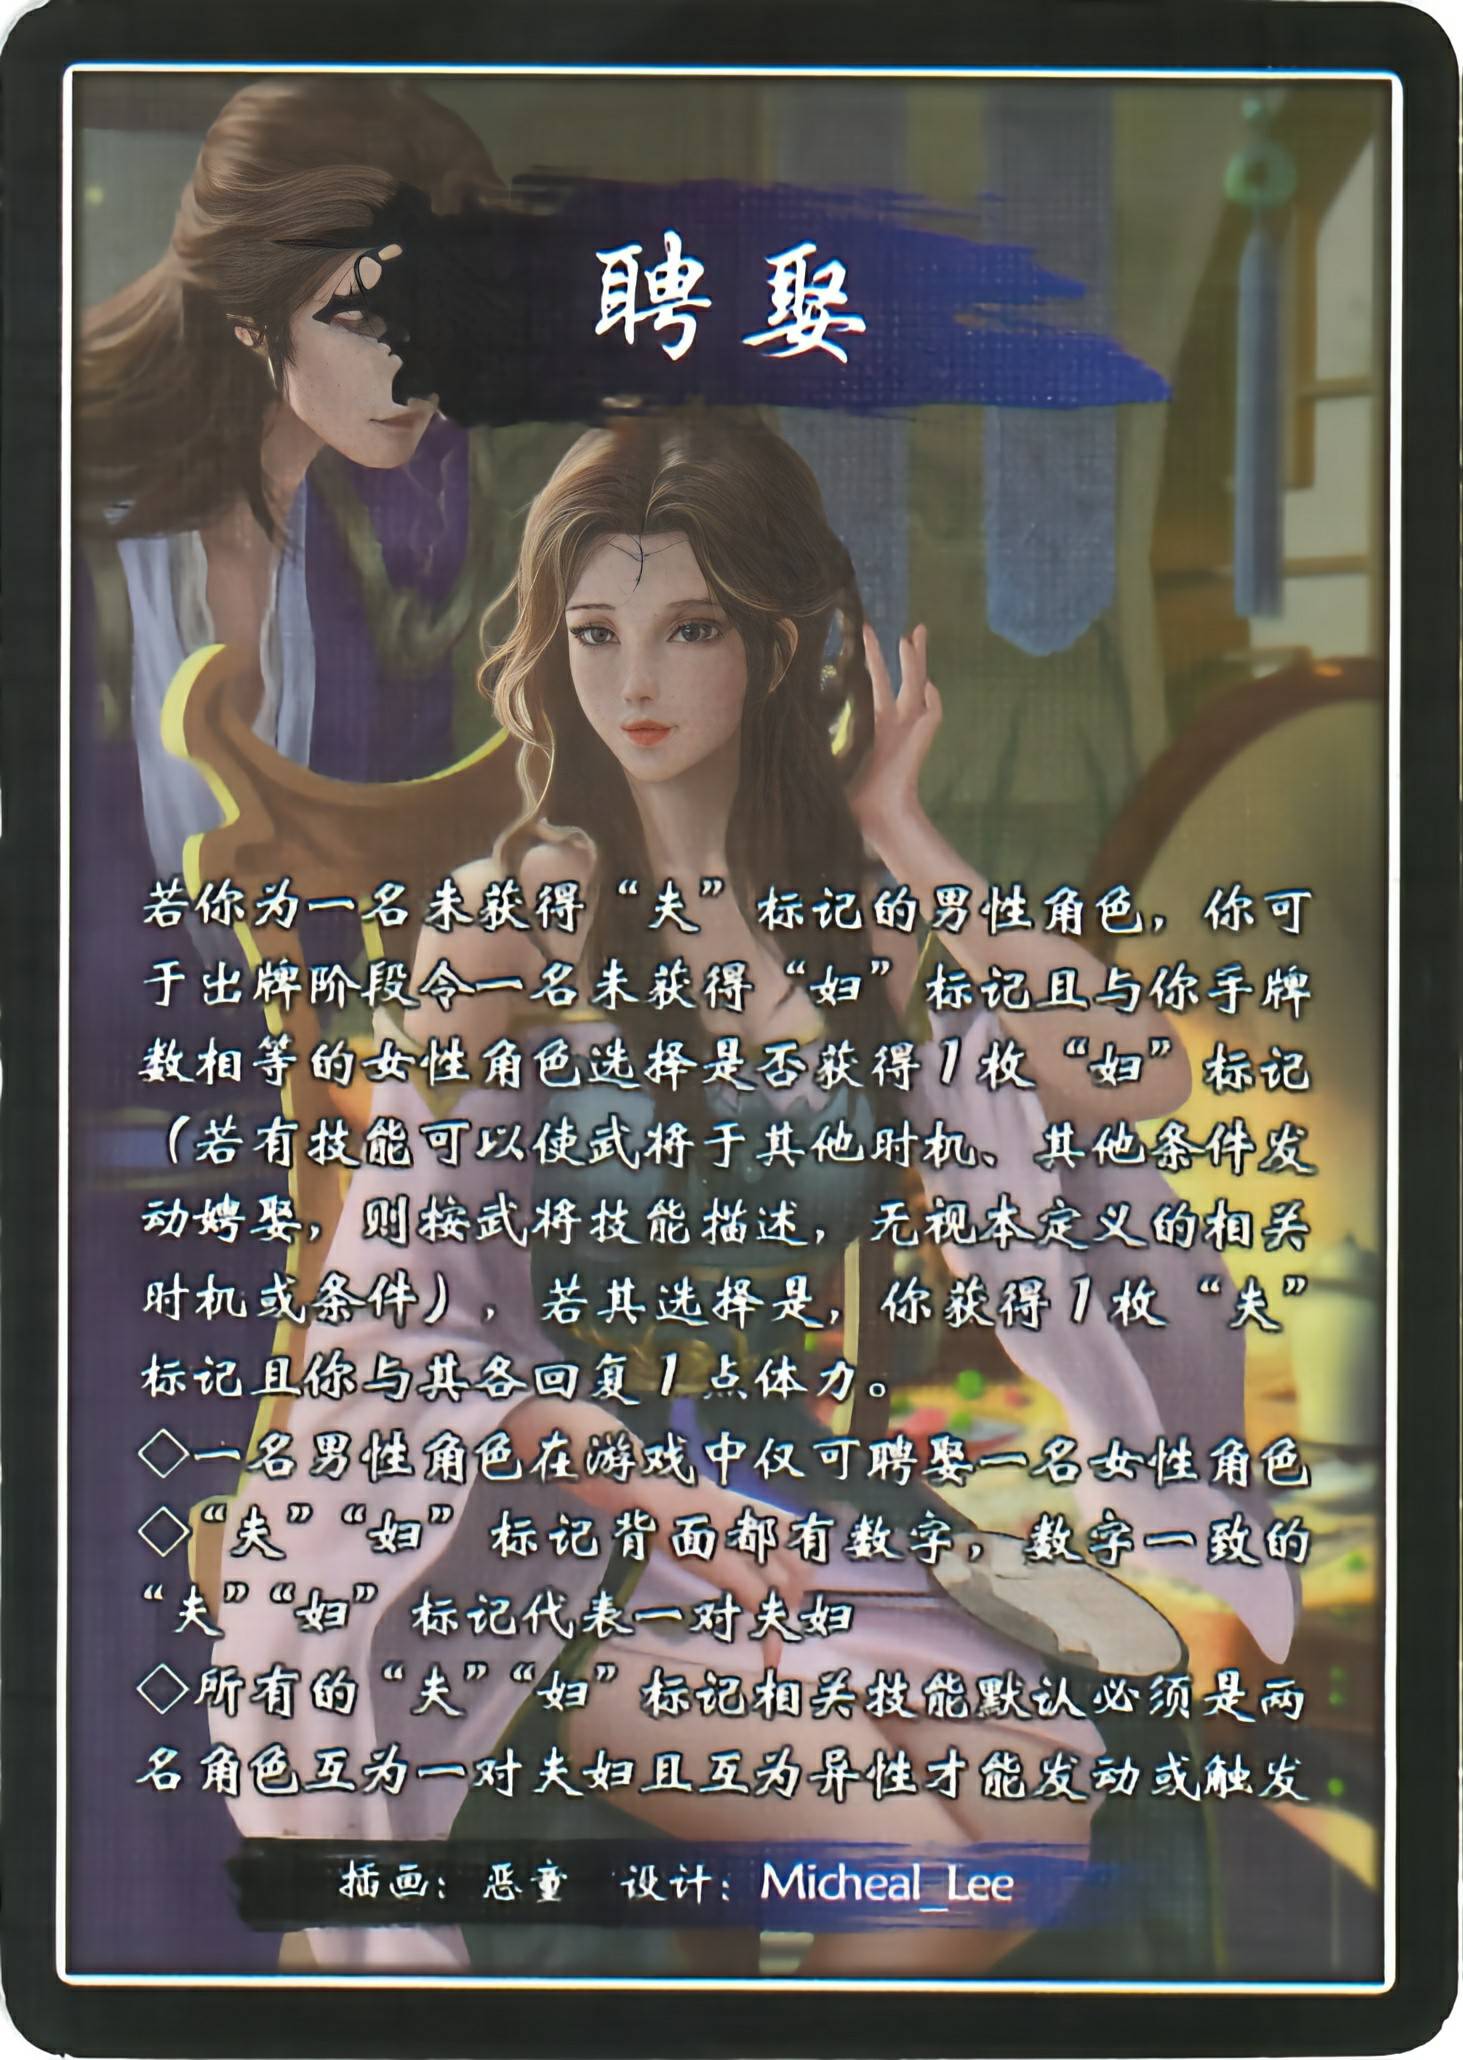 聘娶
若你为一名未获得“夫”标记的男性角色，你可
于出牌阶段令一名未获得“妇”标记且与你手牌
数相等的女性角色选择是否获得1枚“妇”标记
（若有技能可以使武将于其他时机、其他条件发
动娉娶，则按武将技能描述，无视本定义的相关
时机或条件），若其选择是，你获得1枚“夫”
标记且你与其各回复1点体力。
◇一名男性角色在游戏中仅可聘娶一名女性角色
◇“夫”“妇”标记背面都有数字，数字一致的
“夫”“妇”标记代表一对夫妇
◇所有的“夫”“妇”标记相关技能默认必须是两
名角色互为一对夫妇且互为异性才能发动或触发
插画：恶童 设计：Micheal_Lee